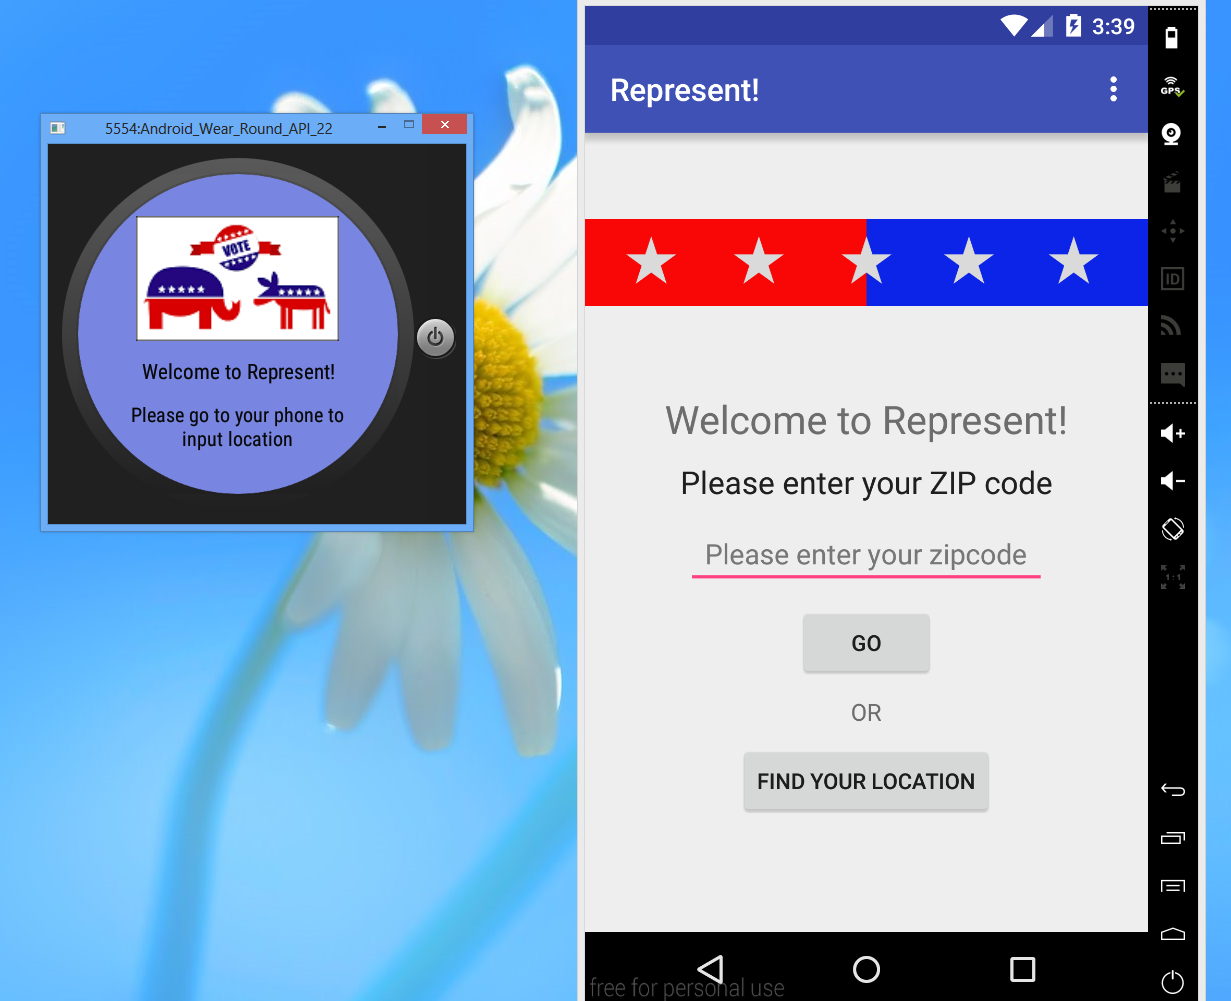 5554:Android_Wear_Round_API_22
VOTE
Welcome to Represent!
Please go to your phone to
input location
3:39
Represent!
Welcome to Represent!
Please enter your ZIP code
Please enter your zipcode
GO
OR
FIND YOUR LOCATION
free for personal use
GPS
ID
1:1